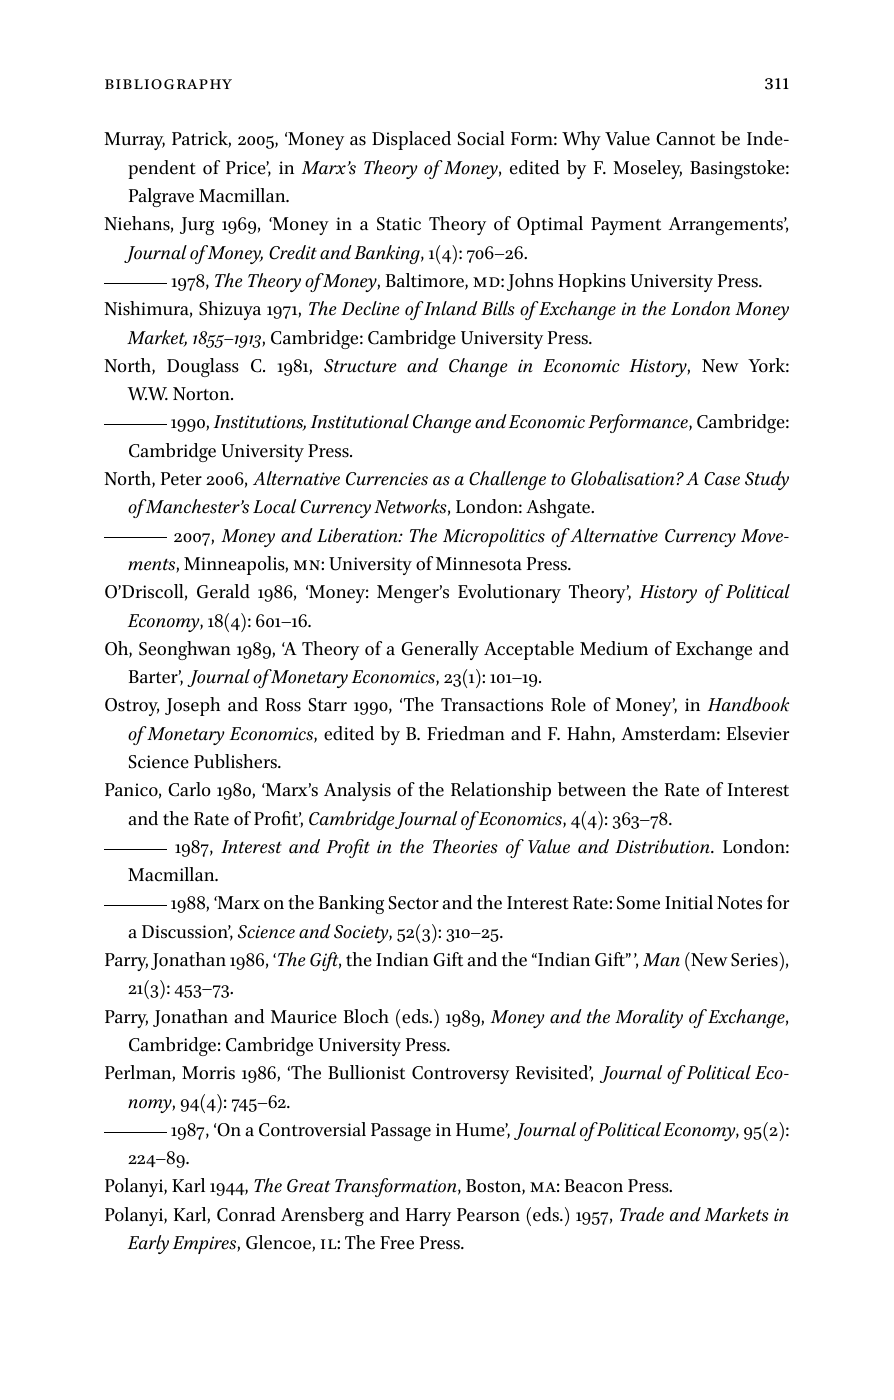 BIBLIOGRAPHY 311
Murray, Patrick, 2005, ‘Money as Displaced Social Form: Why Value Cannot be Inde-
pendent of Price’, in Marx’s Theory of Money, edited by F. Moseley, Basingstoke:
Palgrave Macmillan.
Niehans, Jurg 1969, ‘Money in a Static Theory of Optimal Payment Arrangements’,
Journal of Money, Credit and Banking, 1(4): 706–26.
——— 1978, The Theory of Money, Baltimore, MD: Johns Hopkins University Press.
Nishimura, Shizuya 1971, The Decline of Inland Bills of Exchange in the London Money
Market, 1855–1913, Cambridge: Cambridge University Press.
North, Douglass C. 1981, Structure and Change in Economic History, New York:
W.W. Norton.
——— 1990, Institutions, Institutional Change and Economic Performance, Cambridge:
Cambridge University Press.
North, Peter 2006, Alternative Currencies as a Challenge to Globalisation? A Case Study
of Manchester’s Local Currency Networks, London: Ashgate.
——— 2007, Money and Liberation: The Micropolitics of Alternative Currency Move-
ments, Minneapolis, MN: University of Minnesota Press.
O’Driscoll, Gerald 1986, ‘Money: Menger’s Evolutionary Theory’, History of Political
Economy, 18(4): 601–16.
Oh, Seonghwan 1989, ‘A Theory of a Generally Acceptable Medium of Exchange and
Barter’, Journal of Monetary Economics, 23(1): 101–19.
Ostroy, Joseph and Ross Starr 1990, ‘The Transactions Role of Money’, in Handbook
of Monetary Economics, edited by B. Friedman and F. Hahn, Amsterdam: Elsevier
Science Publishers.
Panico, Carlo 1980, ‘Marx’s Analysis of the Relationship between the Rate of Interest
and the Rate of Profit’, Cambridge Journal of Economics, 4(4): 363–78.
——— 1987, Interest and Profit in the Theories of Value and Distribution. London:
Macmillan.
——— 1988, ‘Marx on the Banking Sector and the Interest Rate: Some Initial Notes for
a Discussion’, Science and Society, 52(3): 310–25.
Parry, Jonathan 1986, ‘The Gift, the Indian Gift and the “Indian Gift”’, Man (New Series),
21(3): 453–73.
Parry, Jonathan and Maurice Bloch (eds.) 1989, Money and the Morality of Exchange,
Cambridge: Cambridge University Press.
Perlman, Morris 1986, ‘The Bullionist Controversy Revisited’, Journal of Political Eco-
nomy, 94(4): 745–62.
——— 1987, ‘On a Controversial Passage in Hume’, Journal of Political Economy, 95(2):
224–89.
Polanyi, Karl 1944, The Great Transformation, Boston, MA: Beacon Press.
Polanyi, Karl, Conrad Arensberg and Harry Pearson (eds.) 1957, Trade and Markets in
Early Empires, Glencoe, IL: The Free Press.